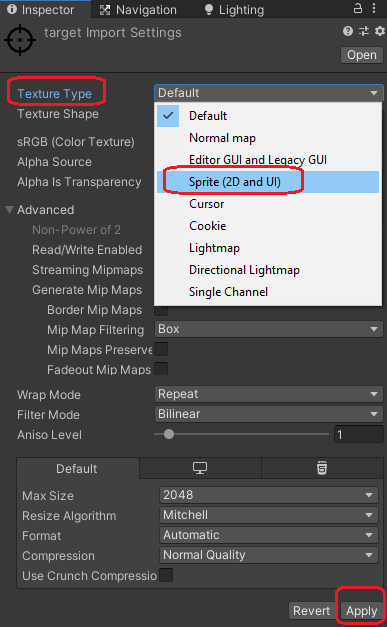 Inspector Navigation Lighting
target Import Settings
Open
Texture Type Default
Texture Shape Default
sRGB (Color Texture) Normal map
Alpha Source Editor GUI and Legacy GUI
Alpha Is Transparency Sprite (2D and UI)
Advanced Cursor
Non-Power of 2 Cookie
Read/Write Enabled Lightmap
Streaming Mipmaps Directional Lightmap
Generate Mip Maps Single Channel
Border Mip Maps
Mip Map Filtering Box
Mip Maps Preserve
Fadeout Mip Maps
Wrap Mode Repeat
Filter Mode Bilinear
Aniso Level 1
Default
Max Size 2048
Resize Algorithm Mitchell
Format Automatic
Compression Normal Quality
Use Crunch Compressio
Revert Apply